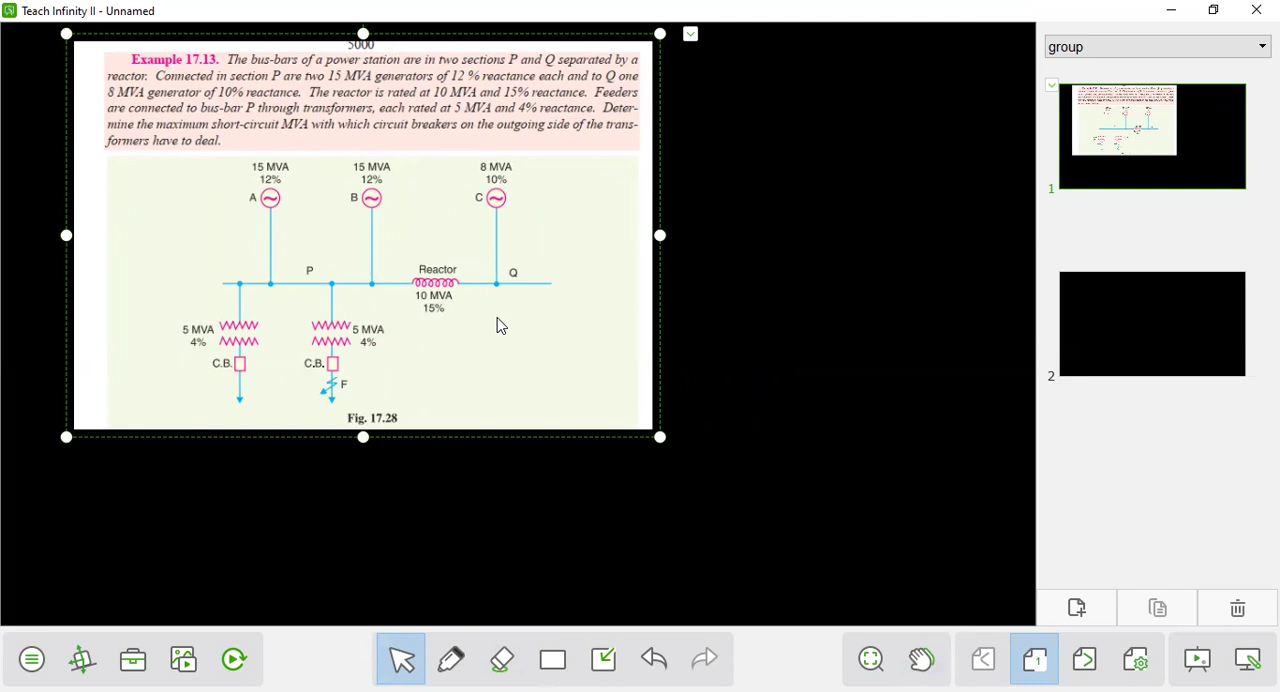 Teach Infinity II - Unnamed
group
5000
Example 17.13. The bus-bars of a power station are in two sections P and Q separated by a
reactor. Connected in section P are two 15 MVA generators of 12 % reactance each and to Q one
8 MVA generator of 10% reactance. The reactor is rated at 10 MVA and 15% reactance. Feeders
are connected to bus-bar P through transformers, each rated at 5 MVA and 4% reactance. Deter-
mine the maximum short-circuit MVA with which circuit breakers on the outgoing side of the trans-
formers have to deal.
15 MVA 15 MVA 8 MVA
12% 12% 10%
A B C
P Reactor Q
10 MVA
15%
5 MVA 5 MVA
4% 4%
C.B. C.B.
F
Fig. 17.28
1
2
1